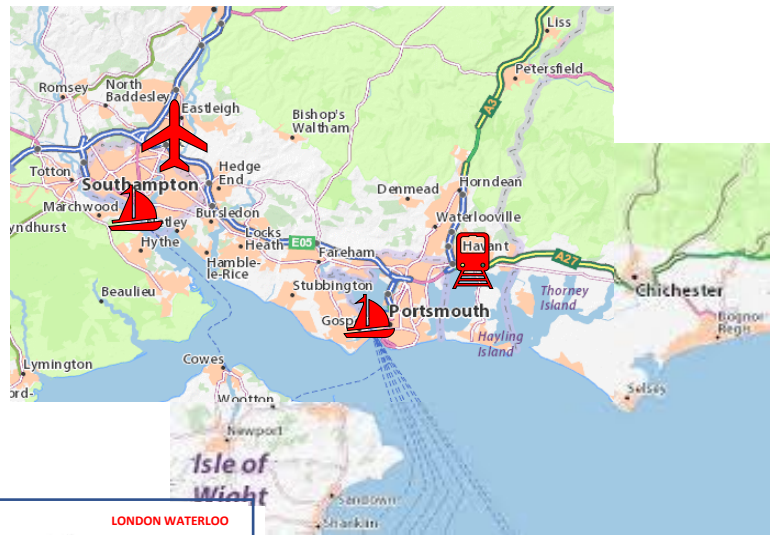 Liss
Petersfield
A3
Romsey
North
Baddesley
Eastleigh
Bishop's
Waltham
Totton
Southampton
Hedge
End
Denmead
Horndean
Marchwood
Bursledon
Waterlooville
yndhurst
tley
Hythe
Locks
Heath
E05
Fareham
Havant
A27
Hamble-
le-Rice
Beaulieu
Stubbington
Thorney
Island
Chichester
Gosp
Portsmouth
Bognor
Regis
Hayling
Island
Lymington
ord-
Cowes
Wootton
Selsey
Newport
Isle of
Wight
Sandown
Shanklin
LONDON WATERLOO